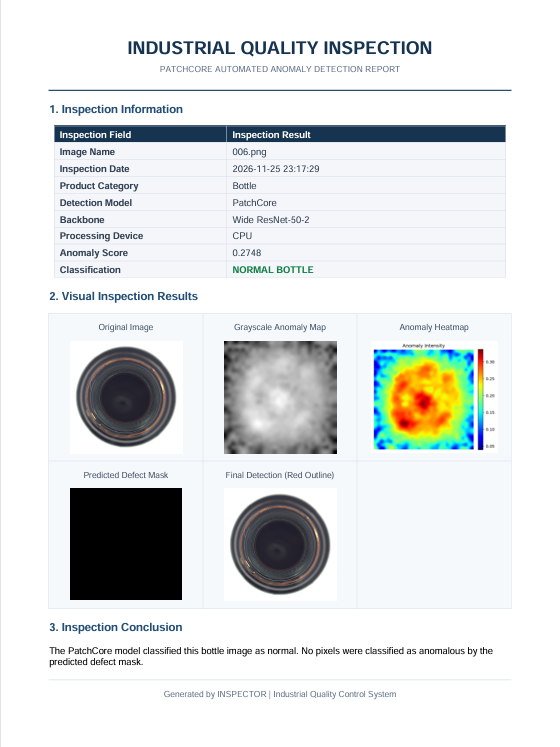 INDUSTRIAL QUALITY INSPECTION
PATCHCORE AUTOMATED ANOMALY DETECTION REPORT
1. Inspection Information
Inspection Field Inspection Result
Image Name 006.png
Inspection Date 2026-11-25 23:17:29
Product Category Bottle
Detection Model PatchCore
Backbone Wide ResNet-50-2
Processing Device CPU
Anomaly Score 0.2748
Classification NORMAL BOTTLE
2. Visual Inspection Results
Original Image Grayscale Anomaly Map Anomaly Heatmap
Anomaly Intensity
0.30
0.25
0.20
0.15
0.10
0.05
Predicted Defect Mask Final Detection (Red Outline)
3. Inspection Conclusion
The PatchCore model classified this bottle image as normal. No pixels were classified as anomalous by the
predicted defect mask.
Generated by INSPECTOR | Industrial Quality Control System